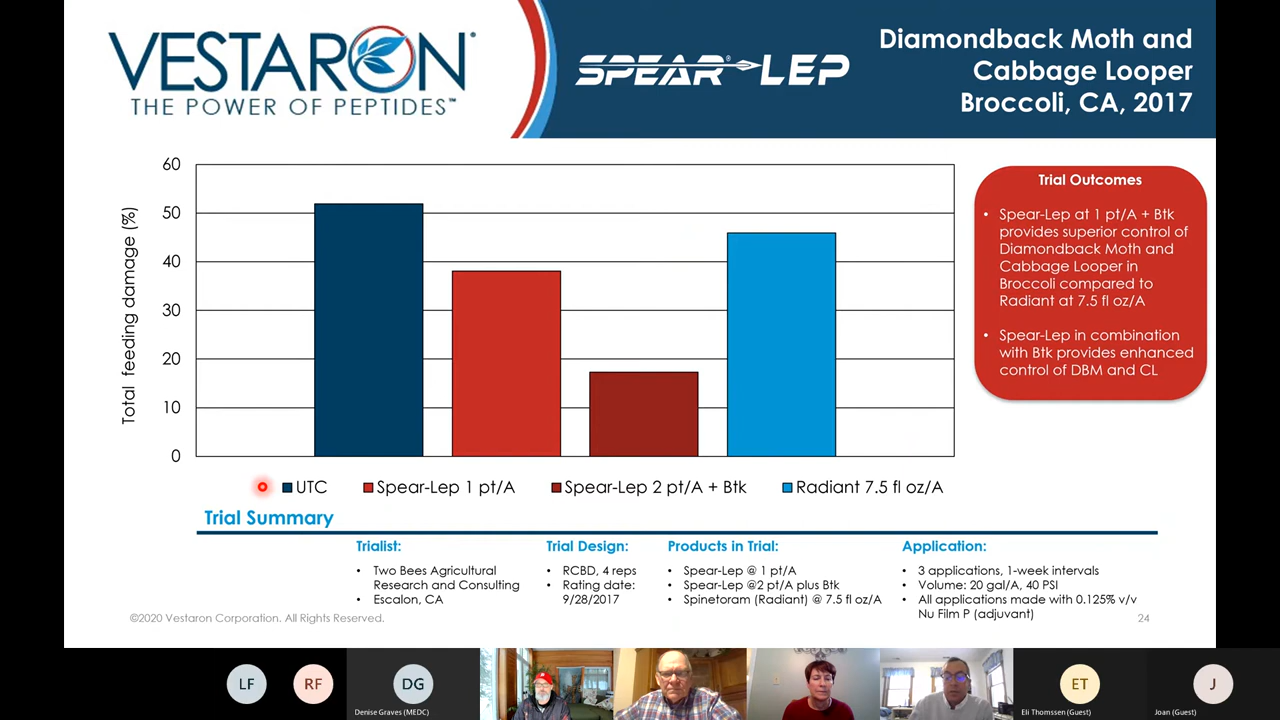 VESTARON®
THE POWER OF PEPTIDES™
SPEAR® LEP
Diamondback Moth and
Cabbage Looper
Broccoli, CA, 2017
60
50
40
30
20
10
0
Total feeding damage (%)
UTC
Spear-Lep 1 pt/A
Spear-Lep 2 pt/A + Btk
Radiant 7.5 fl oz/A
Trial Outcomes
• Spear-Lep at 1 pt/A + Btk
provides superior control of
Diamondback Moth and
Cabbage Looper in
Broccoli compared to
Radiant at 7.5 fl oz/A
• Spear-Lep in combination
with Btk provides enhanced
control of DBM and CL
Trial Summary
Trialist:
• Two Bees Agricultural
Research and Consulting
• Escalon, CA
Trial Design:
• RCBD, 4 reps
• Rating date:
9/28/2017
Products in Trial:
• Spear-Lep @ 1 pt/A
• Spear-Lep @2 pt/A plus Btk
• Spinetoram (Radiant) @ 7.5 fl oz/A
Application:
• 3 applications, 1-week intervals
• Volume: 20 gal/A, 40 PSI
• All applications made with 0.125% v/v
Nu Film P (adjuvant)
©2020 Vestaron Corporation. All Rights Reserved.
24
LF
RF
DG
Denise Graves (MEDC)
ET
Eli Thomssen (Guest)
J
Joan (Guest)